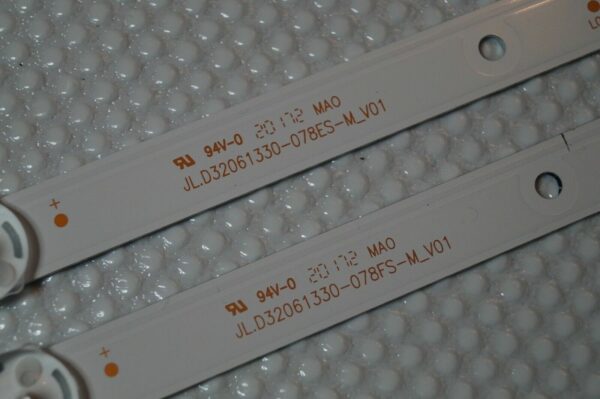 94V-0 20172 MAO
JL.D32061330-078ES-M_V01
+
94V-0 20172 MAO
JL.D32061330-078FS-M_V01
+